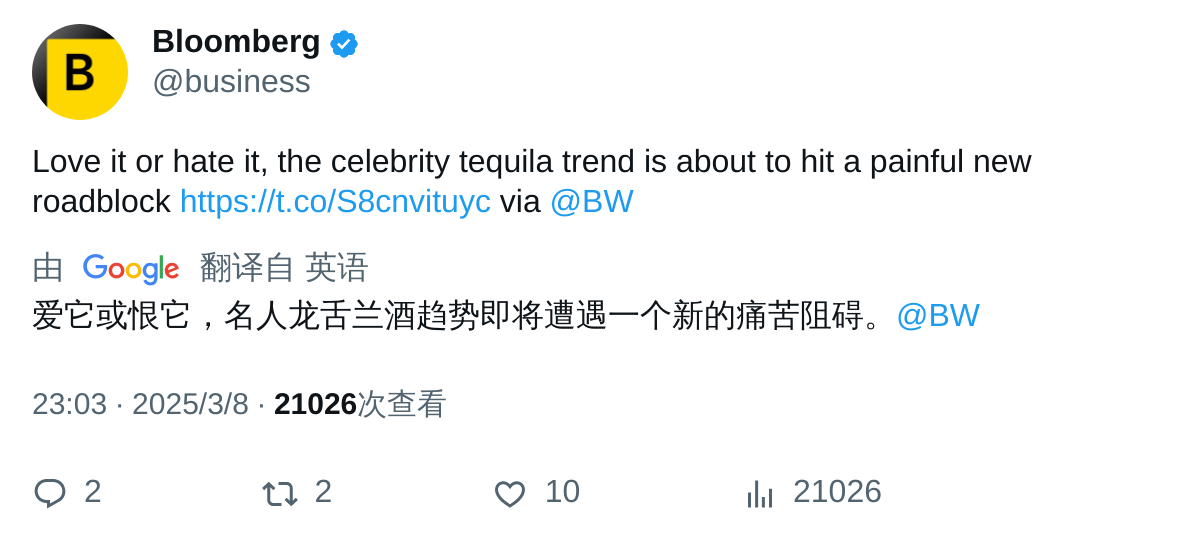 B
Bloomberg
@business
Love it or hate it, the celebrity tequila trend is about to hit a painful new
roadblock https://t.co/S8cnvituyc via @BW
由 Google 翻译自 英语
爱它或恨它，名人龙舌兰酒趋势即将遭遇一个新的痛苦阻碍。@BW
23:03 · 2025/3/8 · 21026次查看
2 2 10 21026